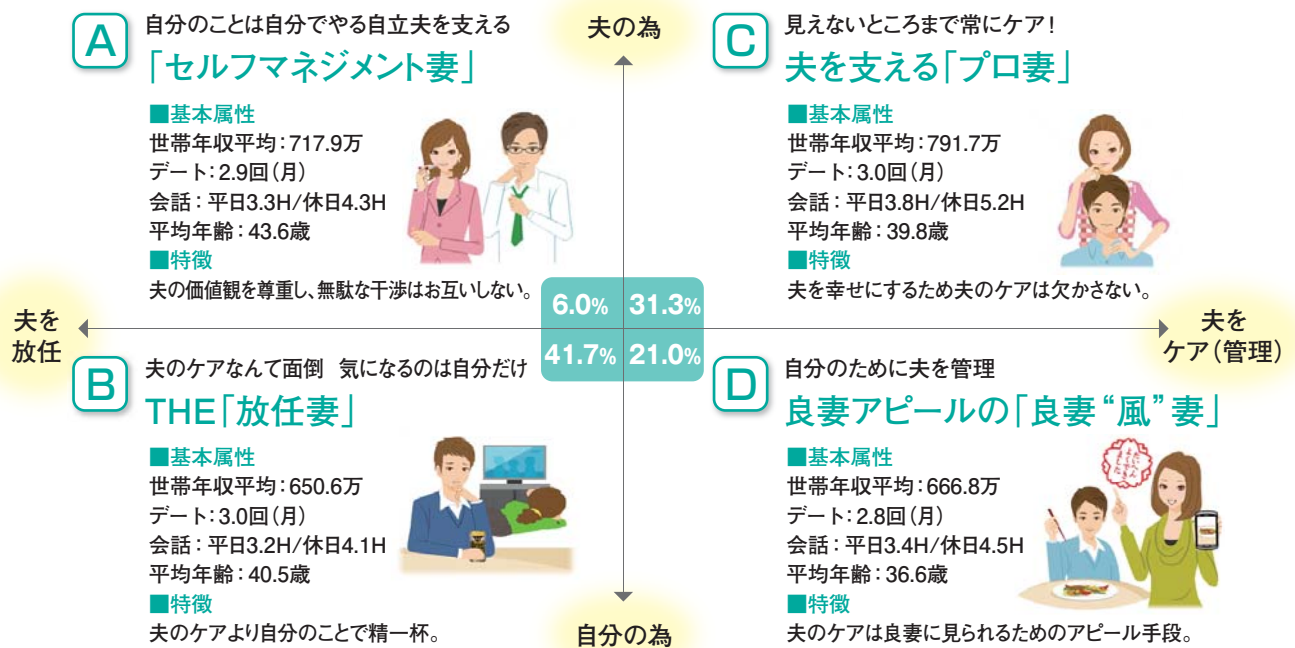 夫の為
A
自分のことは自分でやる自立夫を支える
「セルフマネジメント妻」
■基本属性
世帯年収平均：717.9万
デート：2.9回（月）
会話：平日3.3H/休日4.3H
平均年齢：43.6歳
■特徴
夫の価値観を尊重し、無駄な干渉はお互いしない。
C
見えないところまで常にケア！
夫を支える「プロ妻」
■基本属性
世帯年収平均：791.7万
デート：3.0回（月）
会話：平日3.8H/休日5.2H
平均年齢：39.8歳
■特徴
夫を幸せにするため夫のケアは欠かさない。
6.0% 31.3%
41.7% 21.0%
夫を
放任
夫を
ケア（管理）
B
夫のケアなんて面倒 気になるのは自分だけ
THE「放任妻」
■基本属性
世帯年収平均：650.6万
デート：3.0回（月）
会話：平日3.2H/休日4.1H
平均年齢：40.5歳
■特徴
夫のケアより自分のことで精一杯。
D
自分のために夫を管理
良妻アピールの「良妻“風”妻」
■基本属性
世帯年収平均：666.8万
デート：2.8回（月）
会話：平日3.4H/休日4.5H
平均年齢：36.6歳
■特徴
夫のケアは良妻に見られるためのアピール手段。
たいへん
よくでき
ました
自分の為